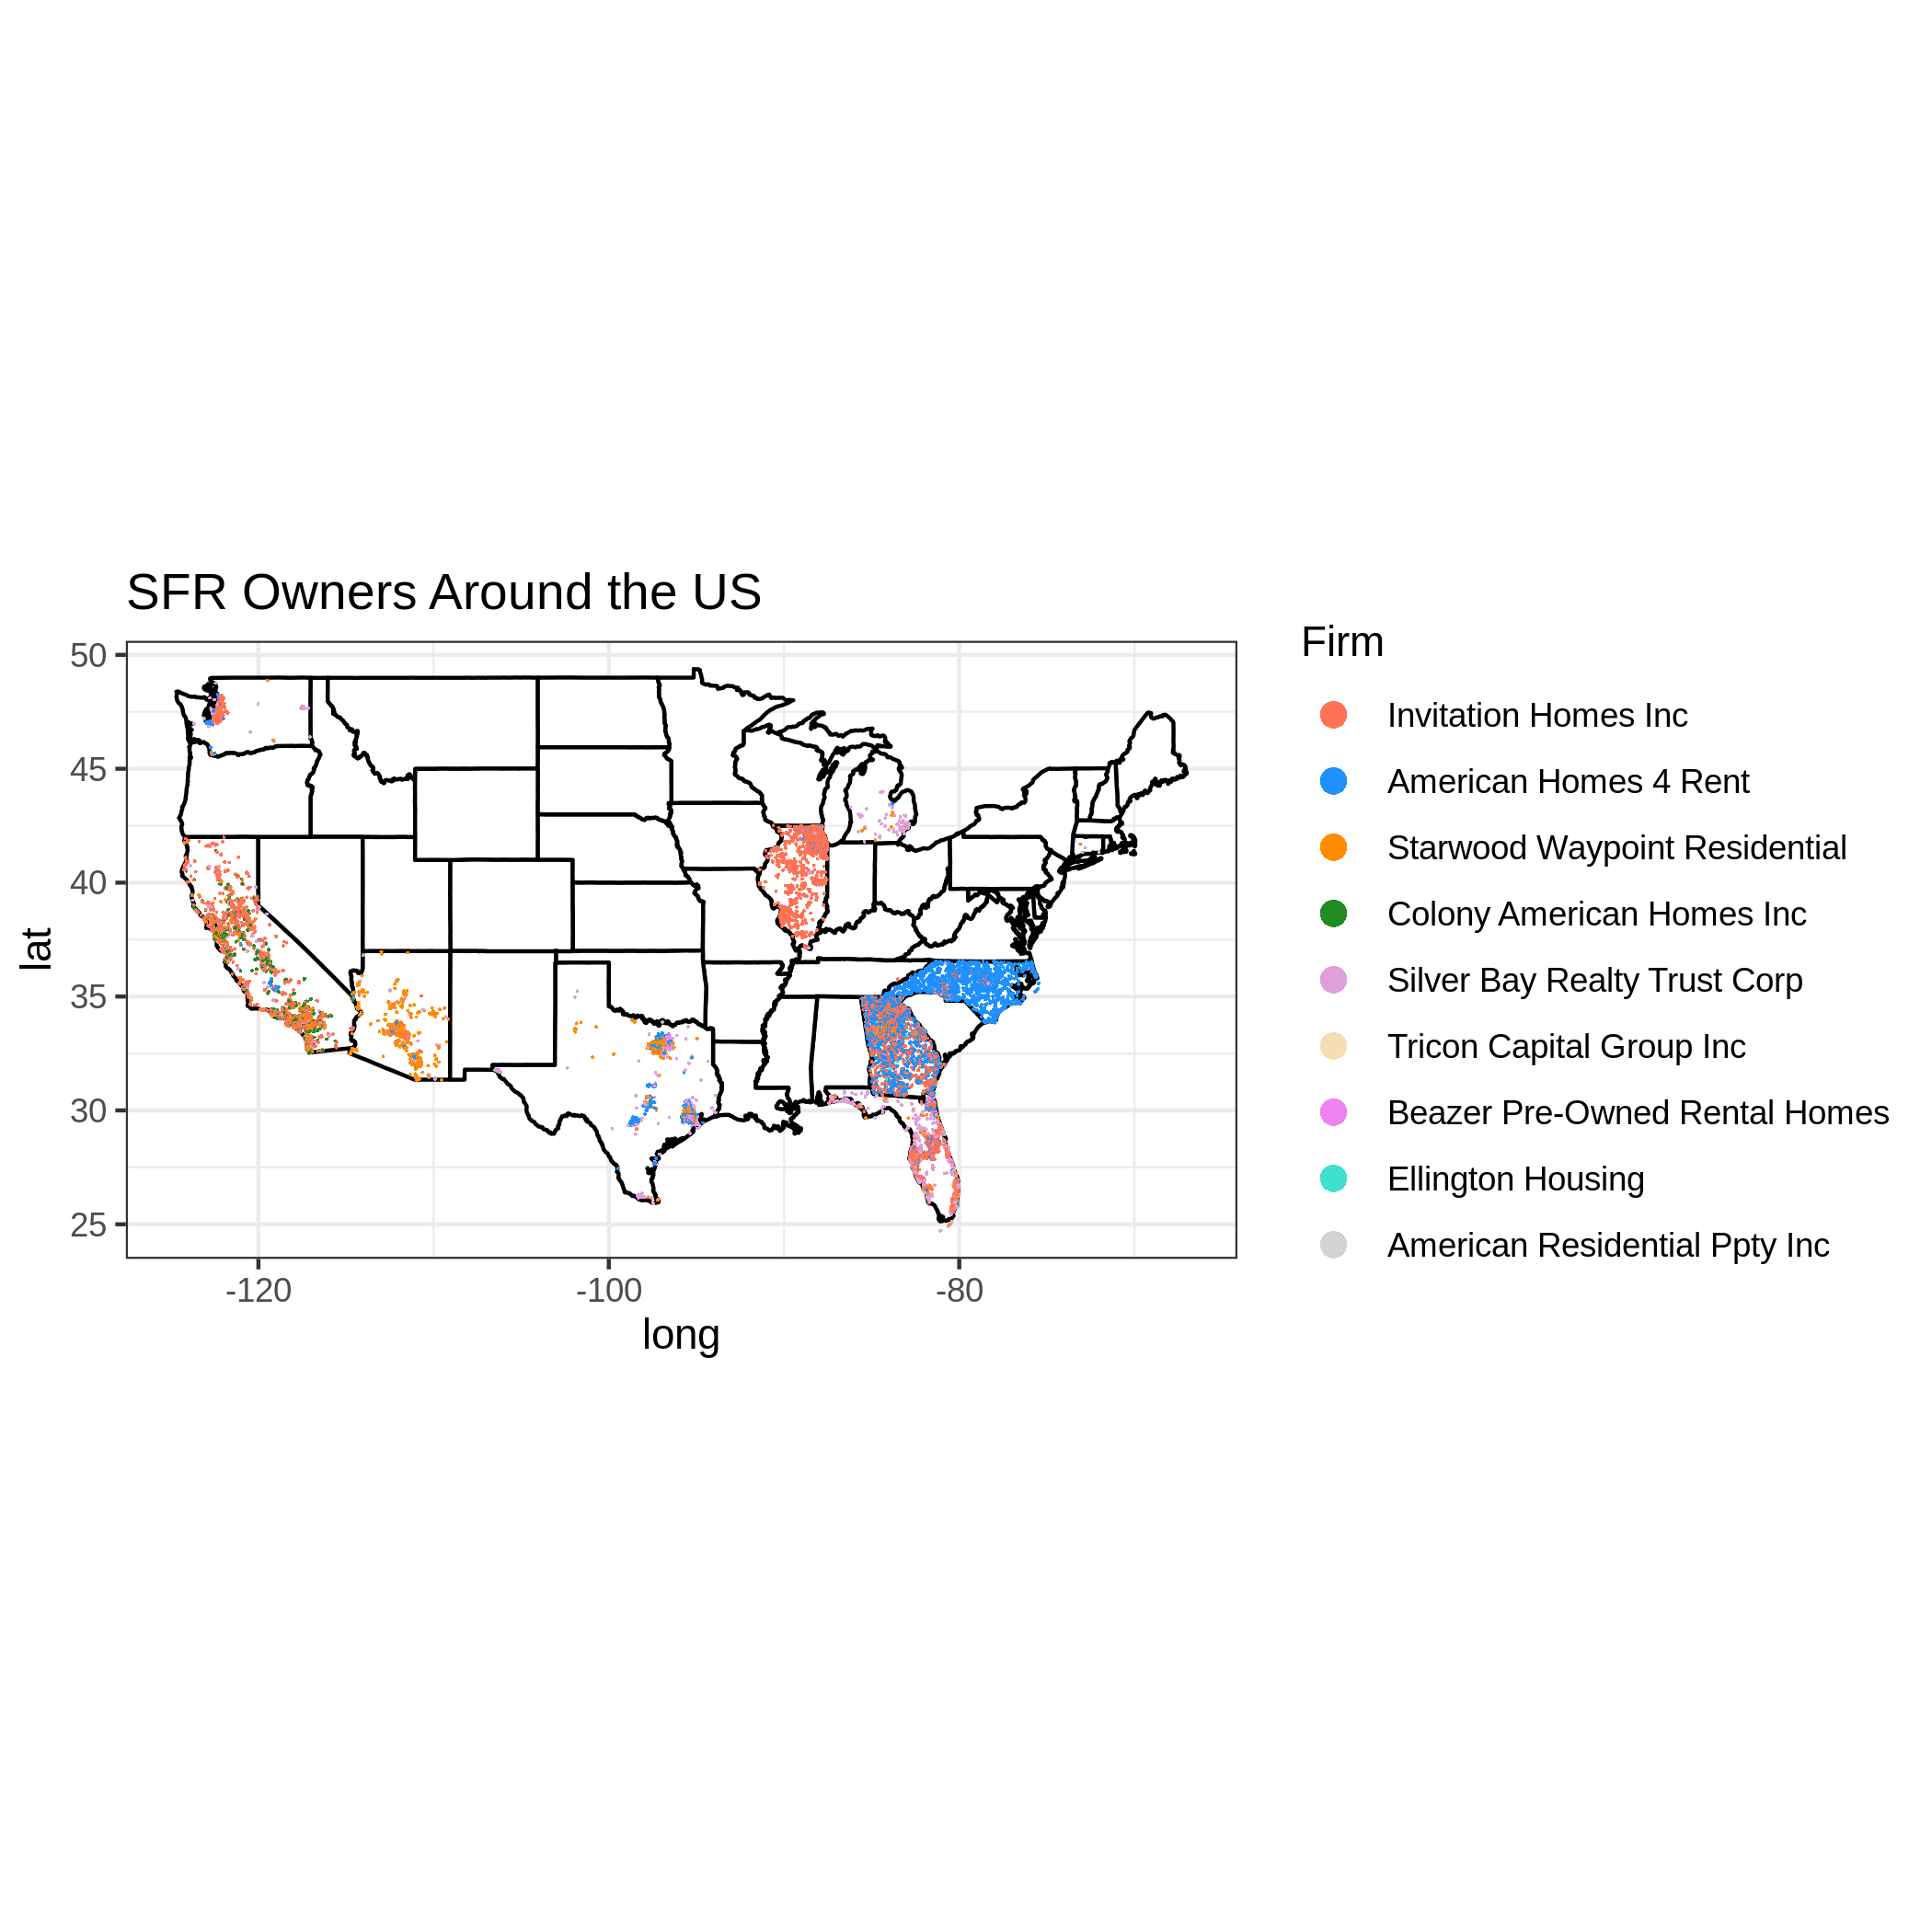 SFR Owners Around the US
50
45
40
35
30
25
lat
-120
-100
-80
long
Firm
Invitation Homes Inc
American Homes 4 Rent
Starwood Waypoint Residential
Colony American Homes Inc
Silver Bay Realty Trust Corp
Tricon Capital Group Inc
Beazer Pre-Owned Rental Homes
Ellington Housing
American Residential Ppty Inc